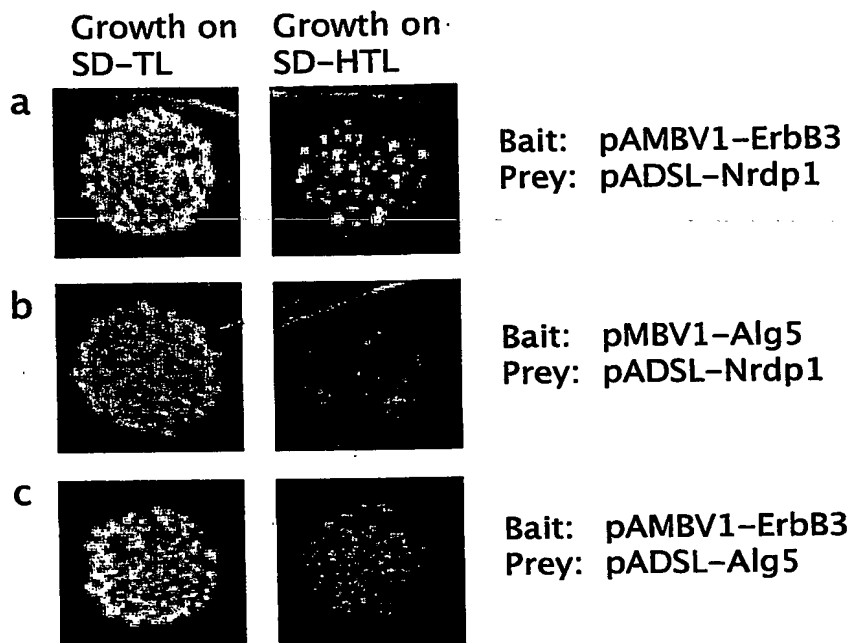 Growth on
SD-TL
Growth on
SD-HTL
a
Bait: pAMBV1-ErbB3
Prey: pADSL-Nrdp1
b
Bait: pMBV1-Alg5
Prey: pADSL-Nrdp1
c
Bait: pAMBV1-ErbB3
Prey: pADSL-Alg5